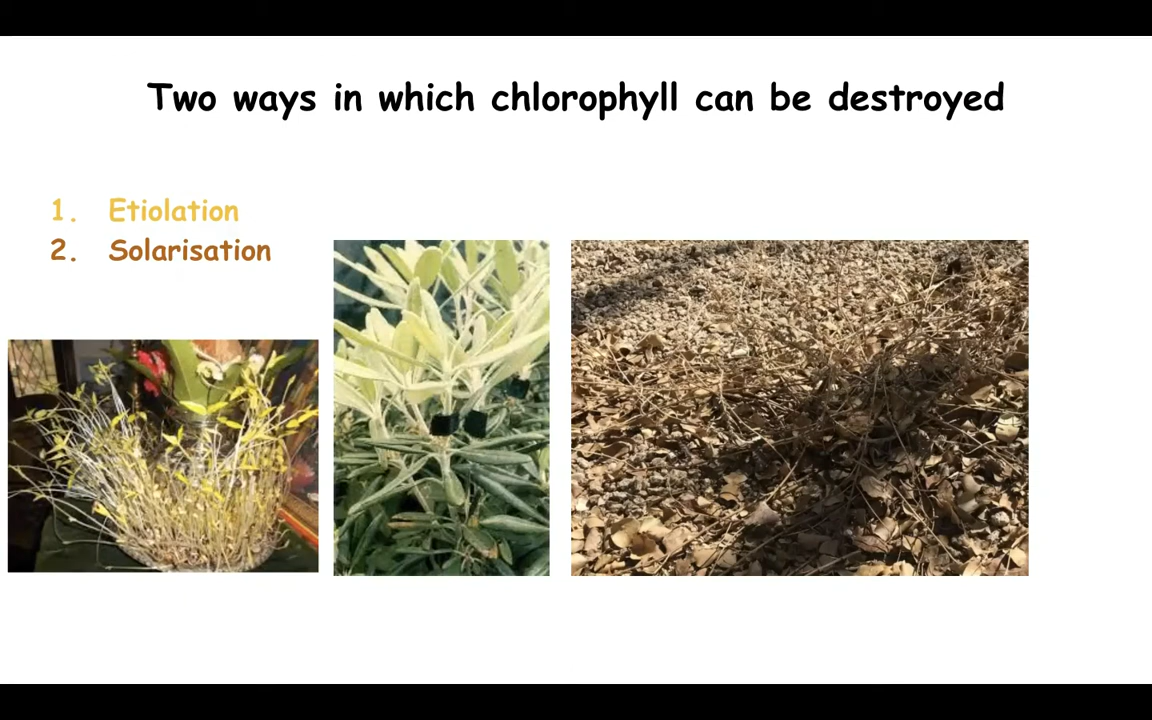 Two ways in which chlorophyll can be destroyed
1. Etiolation
2. Solarisation